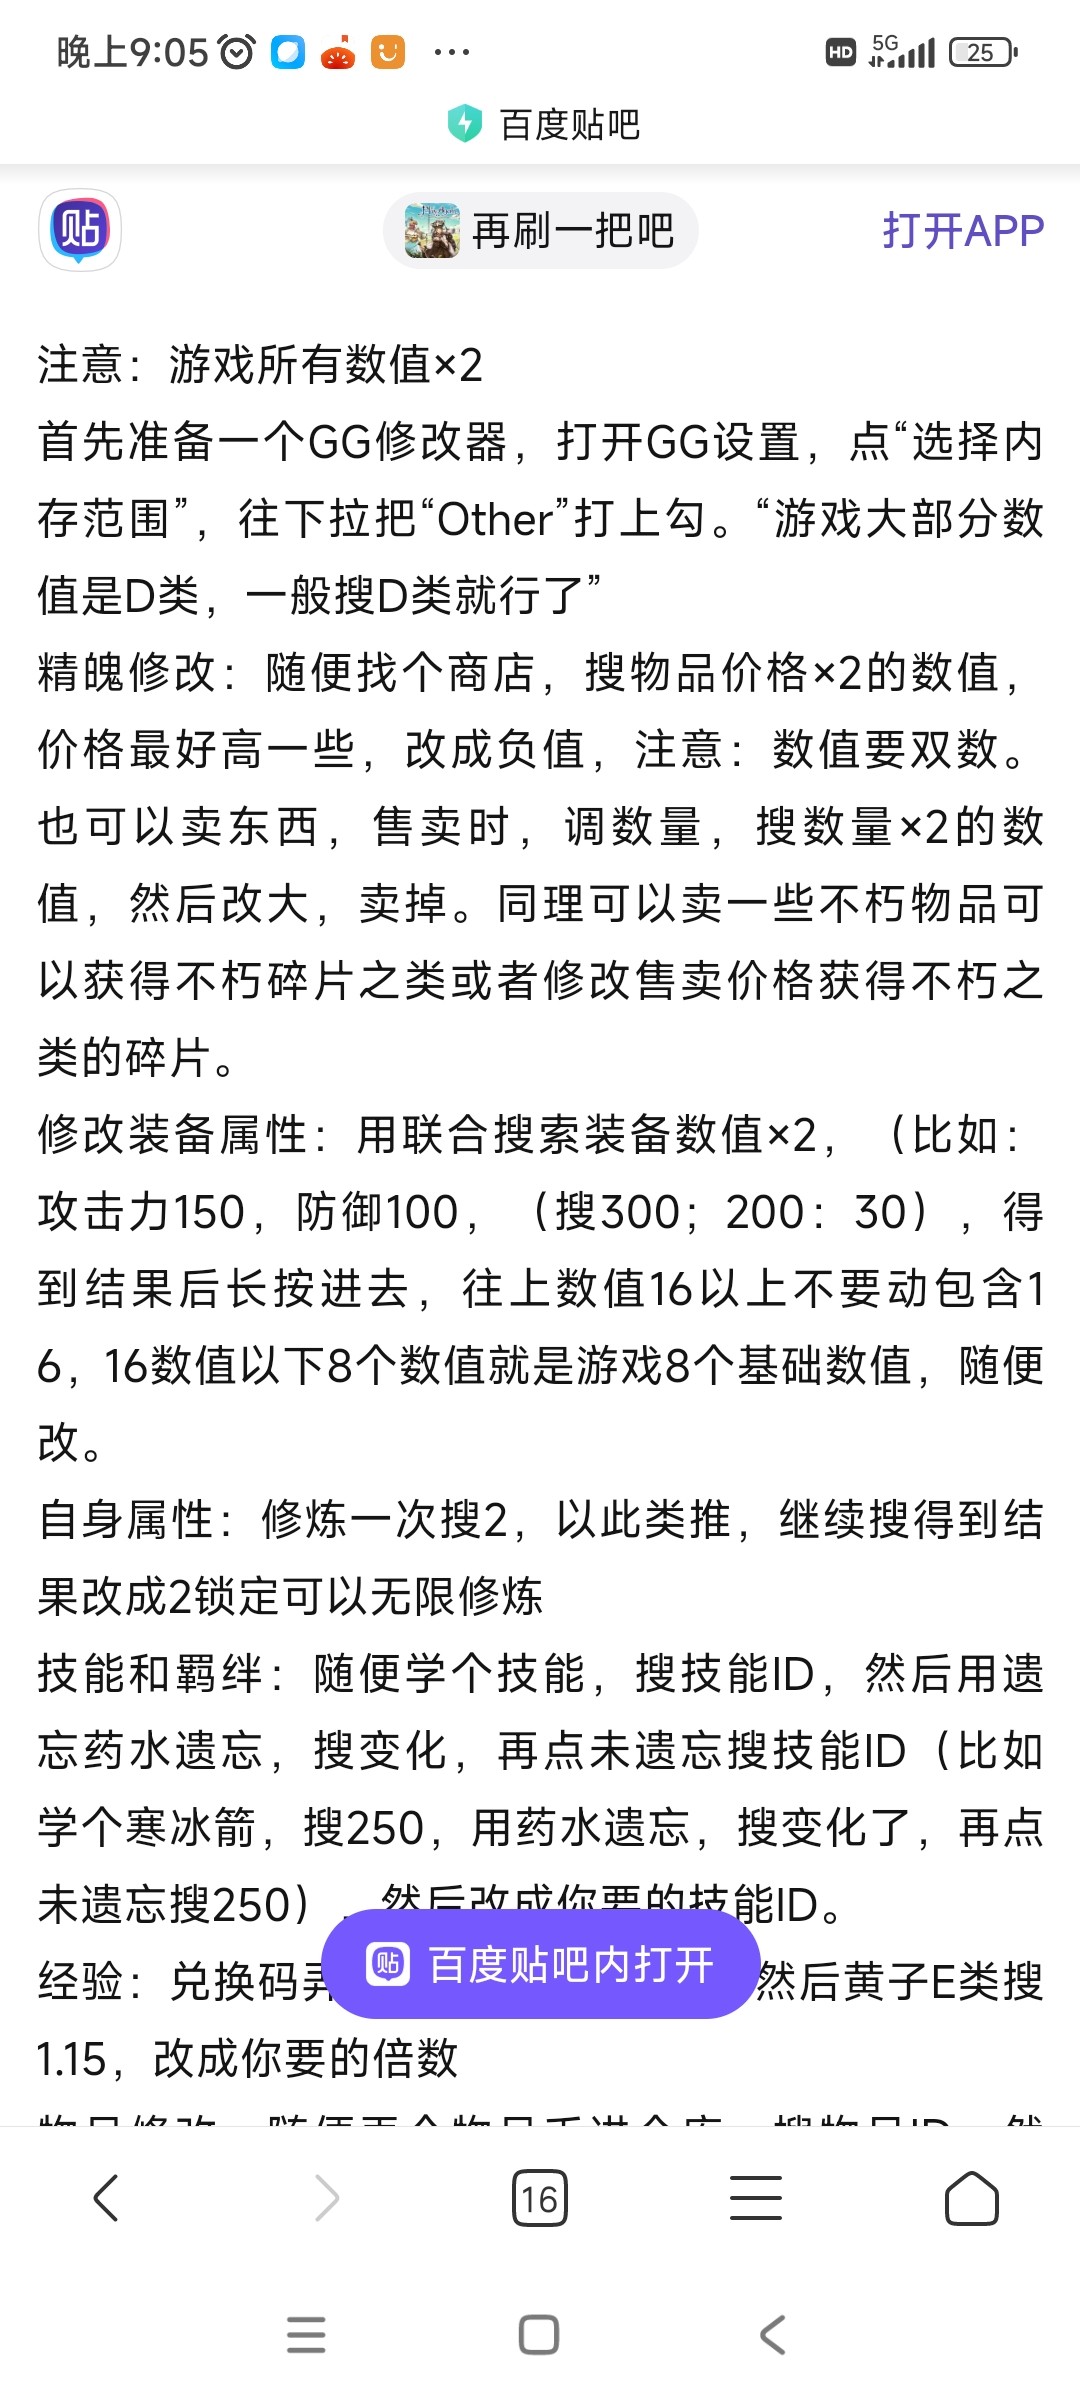 晚上9:05
HD 5G 25
百度贴吧
贴 再刷一把吧 打开APP
注意：游戏所有数值×2
首先准备一个GG修改器，打开GG设置，点“选择内
存范围”，往下拉把“Other”打上勾。“游戏大部分数
值是D类，一般搜D类就行了”
精魄修改：随便找个商店，搜物品价格×2的数值，
价格最好高一些，改成负值，注意：数值要双数。
也可以卖东西，售卖时，调数量，搜数量×2的数
值，然后改大，卖掉。同理可以卖一些不朽物品可
以获得不朽碎片之类或者修改售卖价格获得不朽之
类的碎片。
修改装备属性：用联合搜索装备数值×2，（比如：
攻击力150，防御100，（搜300；200：30），得
到结果后长按进去，往上数值16以上不要动包含1
6，16数值以下8个数值就是游戏8个基础数值，随便
改。
自身属性：修炼一次搜2，以此类推，继续搜得到结
果改成2锁定可以无限修炼
技能和羁绊：随便学个技能，搜技能ID，然后用遗
忘药水遗忘，搜变化，再点未遗忘搜技能ID（比如
学个寒冰箭，搜250，用药水遗忘，搜变化了，再点
未遗忘搜250），然后改成你要的技能ID。
经验：兑换码弄 然后黄子E类搜
贴 百度贴吧内打开
1.15，改成你要的倍数
16